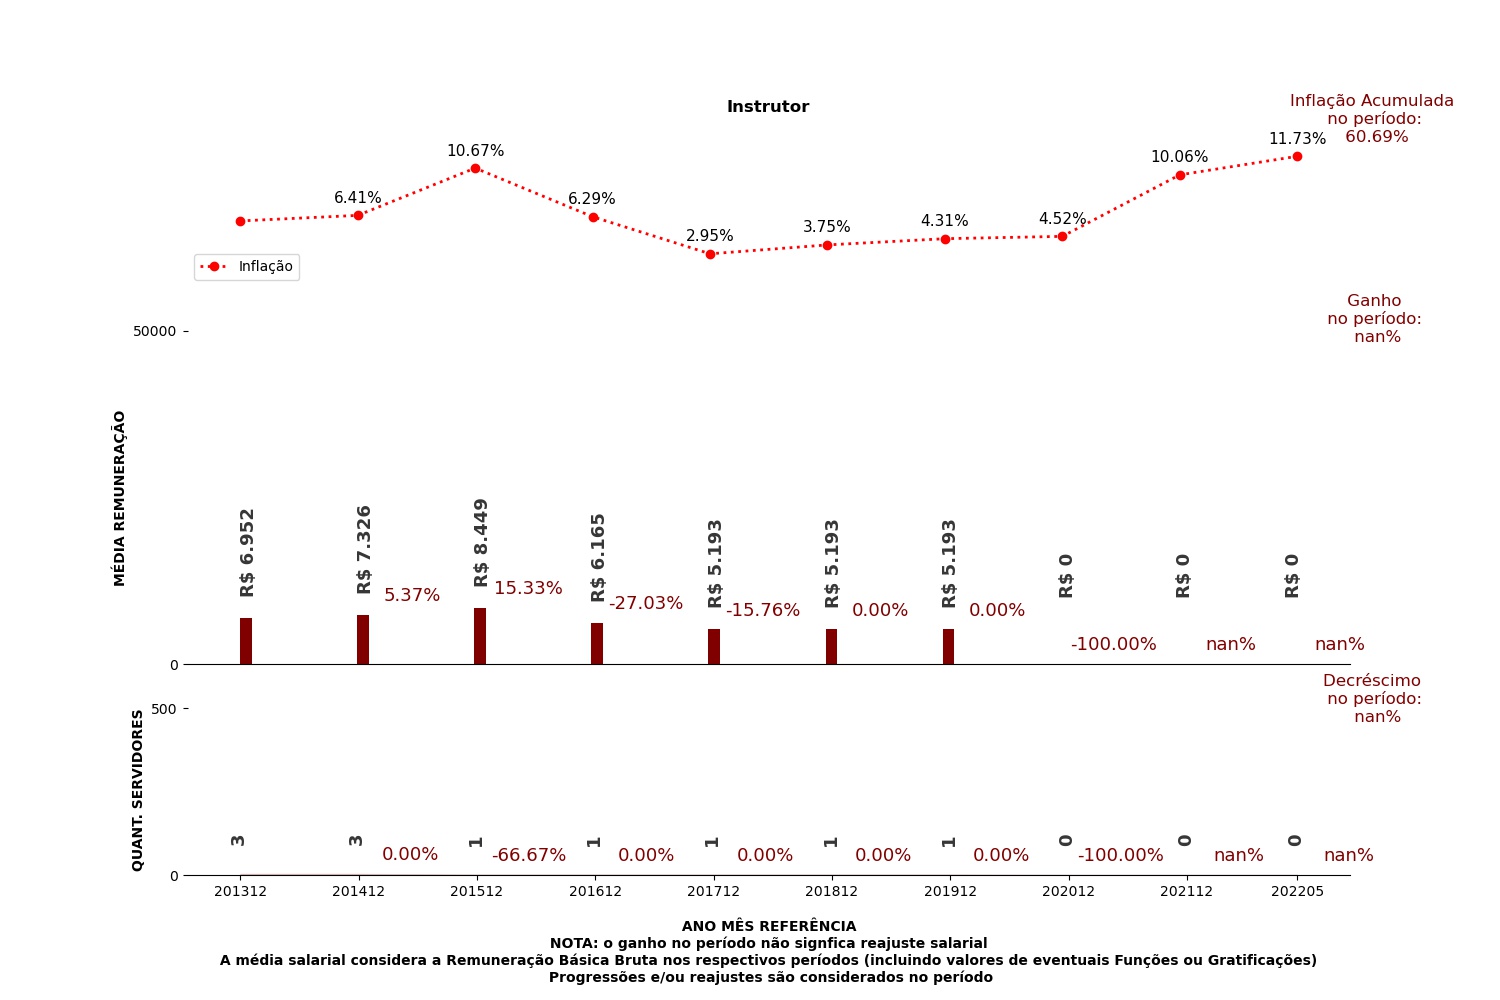 Instrutor
Inflação Acumulada
no período:
60.69%
6.41%
10.67%
6.29%
2.95%
3.75%
4.31%
4.52%
10.06%
11.73%
Inflação
Ganho
no período:
nan%
50000
0
MÉDIA REMUNERAÇÃO
R$ 6.952
R$ 7.326
R$ 8.449
R$ 6.165
R$ 5.193
R$ 5.193
R$ 5.193
R$ 0
R$ 0
R$ 0
5.37%
15.33%
-27.03%
-15.76%
0.00%
0.00%
-100.00%
nan%
nan%
Decréscimo
no período:
nan%
500
0
QUANT. SERVIDORES
3
3
1
1
1
1
1
0
0
0
0.00%
-66.67%
0.00%
0.00%
0.00%
0.00%
-100.00%
nan%
nan%
201312
201412
201512
201612
201712
201812
201912
202012
202112
202205
ANO MÊS REFERÊNCIA
NOTA: o ganho no período não signfica reajuste salarial
A média salarial considera a Remuneração Básica Bruta nos respectivos períodos (incluindo valores de eventuais Funções ou Gratificações)
Progressões e/ou reajustes são considerados no período